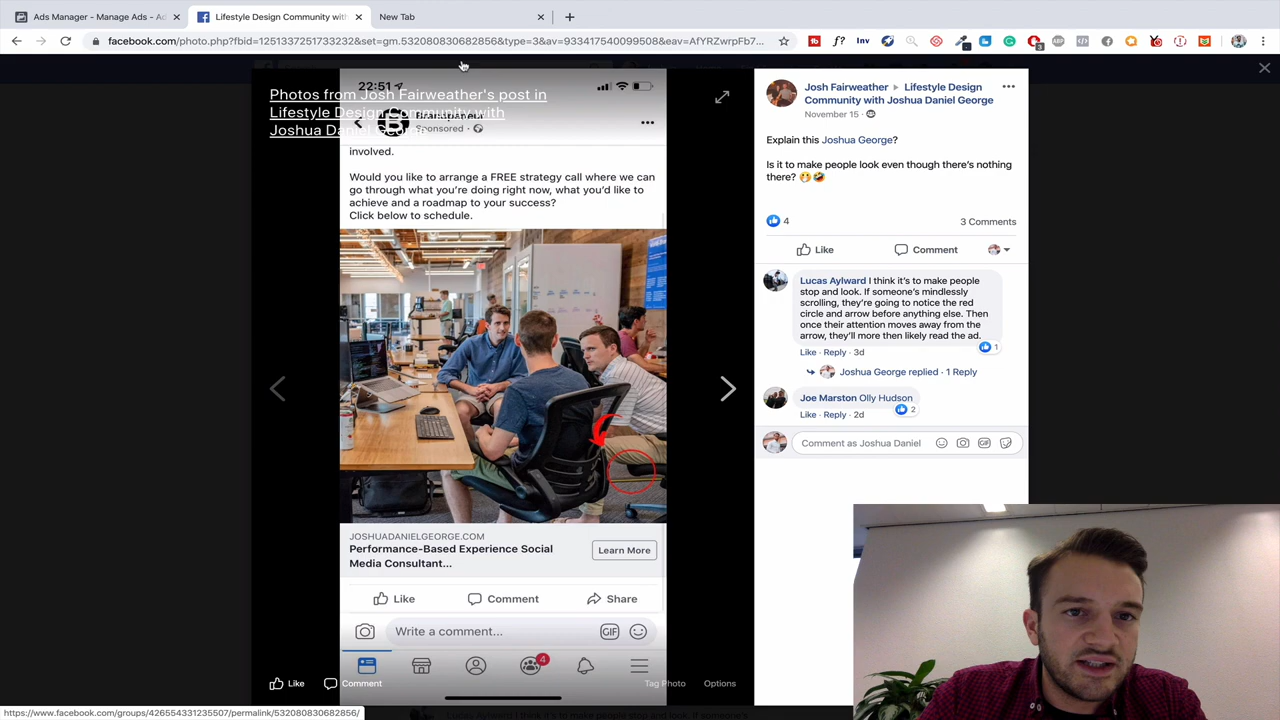 Ads Manager - Manage Ads - Ad
Lifestyle Design Community wit
New Tab
facebook.com/photo.php?fbid=1251337251733232&set=gm.532080830682856&type=3&av=933417540099508&eav=AfYRZwrpFb7...
f?
Inv
22:51
Photos from Josh Fairweather's post in
Lifestyle Design Community with
Joshua Daniel George
Sponsored
involved.
Would you like to arrange a FREE strategy call where we can
go through what you're doing right now, what you'd like to
achieve and a roadmap to your success?
Click below to schedule.
JOSHUADANIELGEORGE.COM
Performance-Based Experience Social
Media Consultant...
Learn More
Like
Comment
Share
Write a comment...
GIF
4
Like
Comment
Tag Photo
Options
Josh Fairweather ▸ Lifestyle Design
Community with Joshua Daniel George
November 15 ·
Explain this Joshua George?
Is it to make people look even though there's nothing
there? 🤭🤣
4
3 Comments
Like
Comment
Lucas Aylward I think it's to make people
stop and look. If someone's mindlessly
scrolling, they're going to notice the red
circle and arrow before anything else. Then
once their attention moves away from the
arrow, they'll more then likely read the ad.
1
Like · Reply · 3d
Joshua George replied · 1 Reply
Joe Marston Olly Hudson
2
Like · Reply · 2d
Comment as Joshua Daniel
GIF
https://www.facebook.com/groups/426554331235507/permalink/532080830682856/